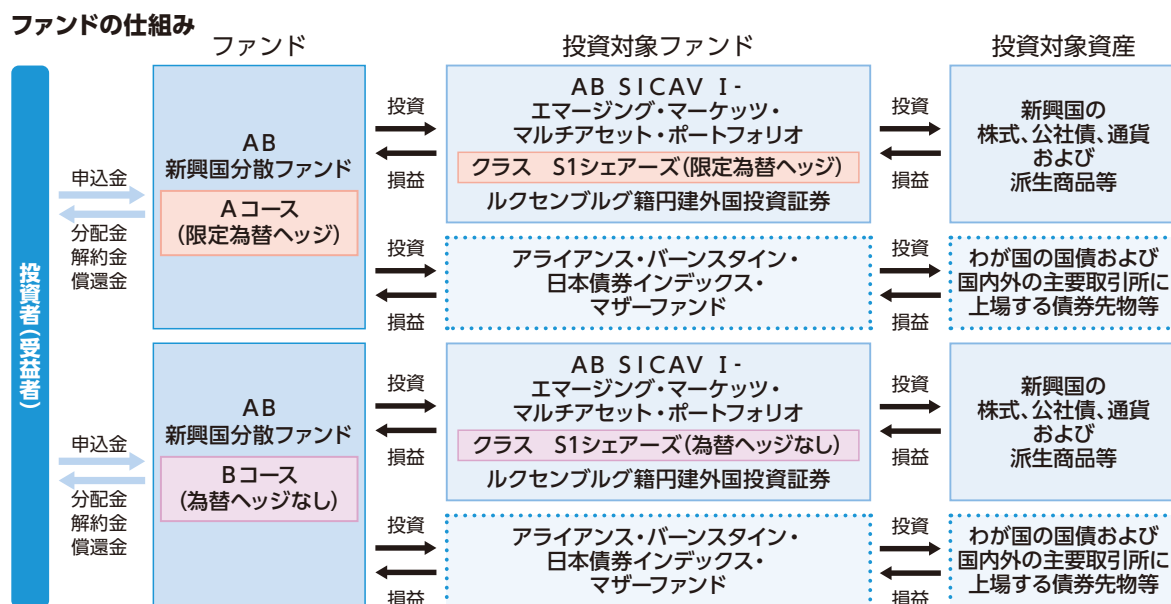 ファンドの仕組み
ファンド
投資対象ファンド
投資対象資産
投資者(受益者)
申込金
分配金
解約金
償還金
AB
新興国分散ファンド
Aコース
(限定為替ヘッジ)
投資
損益
AB SICAV I-
エマージング・マーケッツ・
マルチアセット・ポートフォリオ
クラス S1シェアーズ(限定為替ヘッジ)
ルクセンブルグ籍円建外国投資証券
投資
損益
新興国の
株式、公社債、通貨
および
派生商品等
投資
損益
アライアンス・バーンスタイン・
日本債券インデックス・
マザーファンド
投資
損益
わが国の国債および
国内外の主要取引所に
上場する債券先物等
申込金
分配金
解約金
償還金
AB
新興国分散ファンド
Bコース
(為替ヘッジなし)
投資
損益
AB SICAV I-
エマージング・マーケッツ・
マルチアセット・ポートフォリオ
クラス S1シェアーズ(為替ヘッジなし)
ルクセンブルグ籍円建外国投資証券
投資
損益
新興国の
株式、公社債、通貨
および
派生商品等
投資
損益
アライアンス・バーンスタイン・
日本債券インデックス・
マザーファンド
投資
損益
わが国の国債および
国内外の主要取引所に
上場する債券先物等